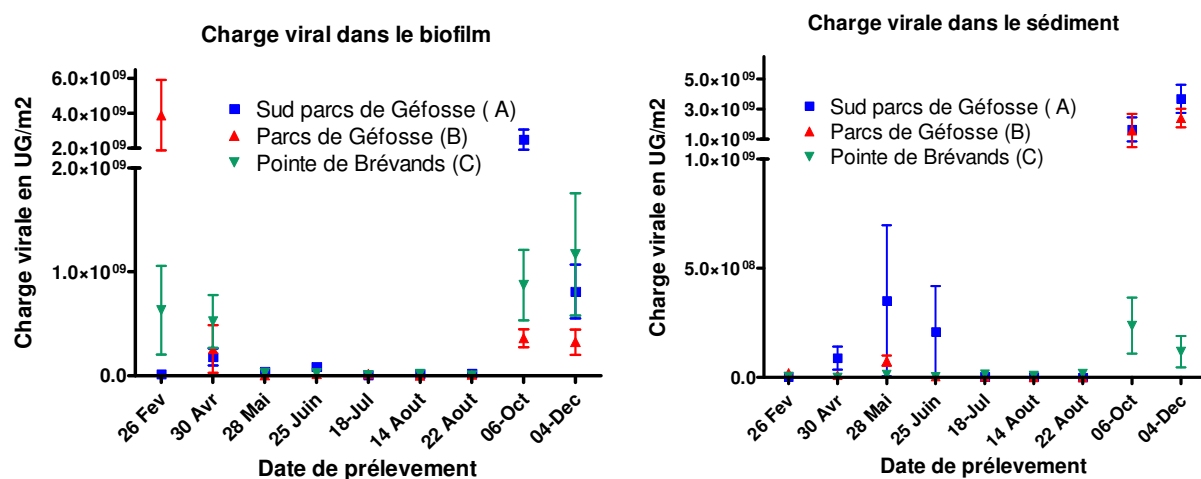 Charge viral dans le biofilm
Charge virale en UG/m2
6.0×10⁰⁹
4.0×10⁰⁹
2.0×10⁰⁹
2.0×10⁰⁹
1.0×10⁰⁹
0.0
Sud parcs de Géfosse ( A)
Parcs de Géfosse (B)
Pointe de Brévands (C)
26 Fev
30 Avr
28 Mai
25 Juin
18-Jul
14 Aout
22 Aout
06-Oct
04-Dec
Date de prélevement
Charge virale dans le sédiment
Charge virale en UG/m2
5.0×10⁰⁹
3.0×10⁰⁹
1.0×10⁰⁹
1.0×10⁰⁹
5.0×10⁰⁸
0.0
Sud parcs de Géfosse ( A)
Parcs de Géfosse (B)
Pointe de Brévands (C)
26 Fev
30 Avr
28 Mai
25 Juin
18-Jul
14 Aout
22 Aout
06-Oct
04-Dec
Date de prélevement